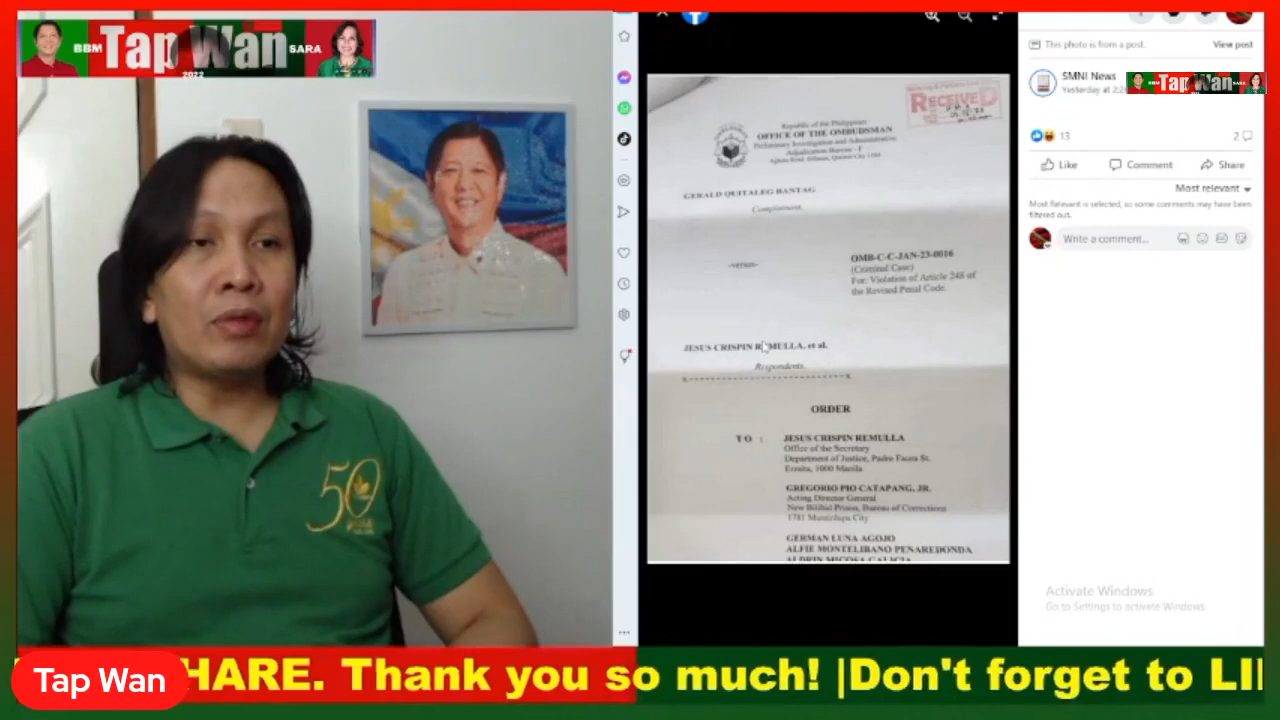 BBM Tap Wan SARA
2022
This photo is from a post. View post
SMNI News
Yesterday at
BBM Tap Wan SARA
13
2
Like Comment Share
Most relevant
Most Relevant is selected, so some comments may have been
filtered out.
Write a comment...
RECEIVED
Republic of the Philippines
OFFICE OF THE OMBUDSMAN
Preliminary Investigation and Administrative
Adjudication Bureau - F
GERALD QUITALEG BANTAG
Complainant,
-versus-
OMB-C-C-JAN-23-0016
(Criminal Case)
For: Violation of Article 248 of
the Revised Penal Code.
JESUS CRISPIN REMULLA, et al.
Respondents.
x-----------------------------------x
ORDER
TO : JESUS CRISPIN REMULLA
Office of the Secretary
Department of Justice, Padre Faura St.
Ermita, 1000 Manila
GREGORIO PIO CATAPANG, JR.
Acting Director General
New Bilibid Prison, Bureau of Corrections
1781 Muntinlupa City
GERMAN LUNA AGOJO
ALFIE MONTELIBANO PENAREDONDA
50
Activate Windows
Go to Settings to activate Windows.
Tap Wan
HARE. Thank you so much! |Don't forget to LI